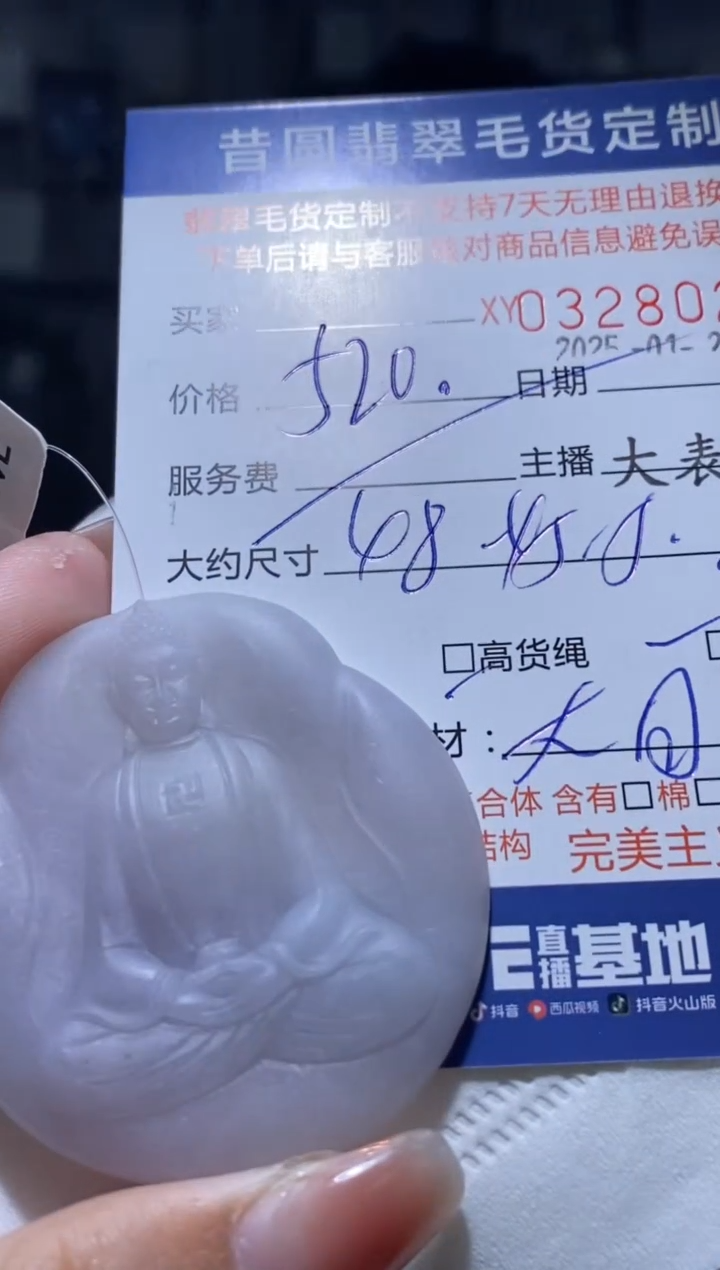 昔圆翡翠毛货定制
翡翠毛货定制不支持7天无理由退换
下单后请与客服核对商品信息避免误
买家 XY032802
2025-01-2
价格 520. 日期
服务费 主播 大表
大约尺寸 48
□高货绳
材：大
合体 含有□棉□
结构 完美主
直播基地
抖音 西瓜视频 抖音火山版
卍